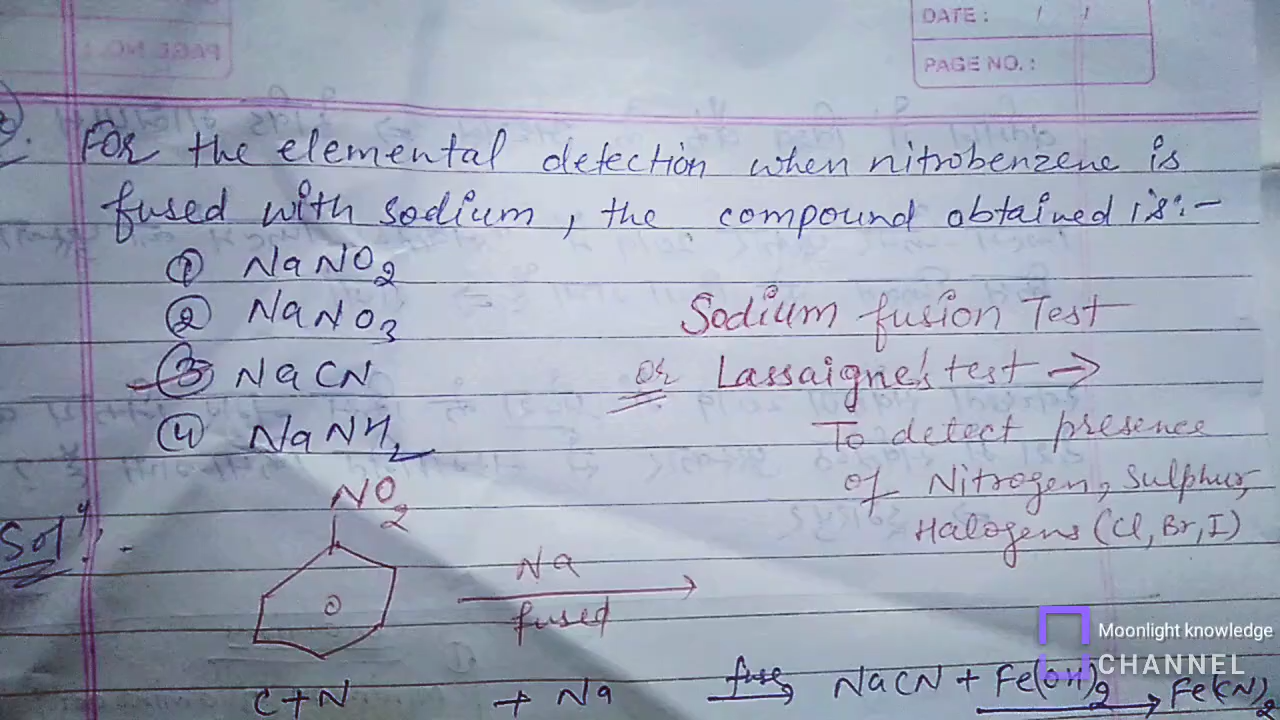 DATE : / /
PAGE NO. :
FOR the elemental detection when nitrobenzene is
fused with sodium, the compound obtained is:-
① NaNO2
② NaNO3
③ NaCN
④ NaNH2
Sodium fusion Test
or Lassaigne's test →
To detect presence
of Nitrogen, Sulphur,
Halogens (Cl, Br, I)
Solⁿ:-
NO2
Na
fused
C + N + Na fuse NaCN + Fe(OH)2 → Fe(CN)2
Moonlight knowledge
CHANNEL